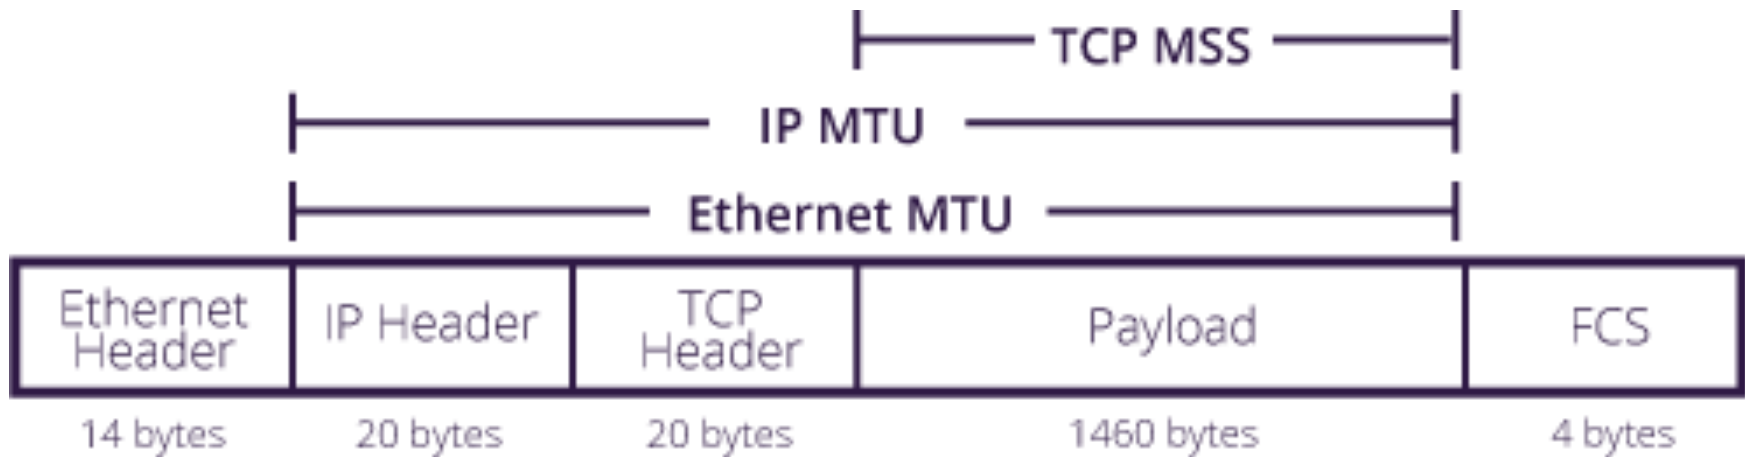 TCP MSS
IP MTU
Ethernet MTU
Ethernet
Header
IP Header
TCP
Header
Payload
FCS
14 bytes
20 bytes
20 bytes
1460 bytes
4 bytes